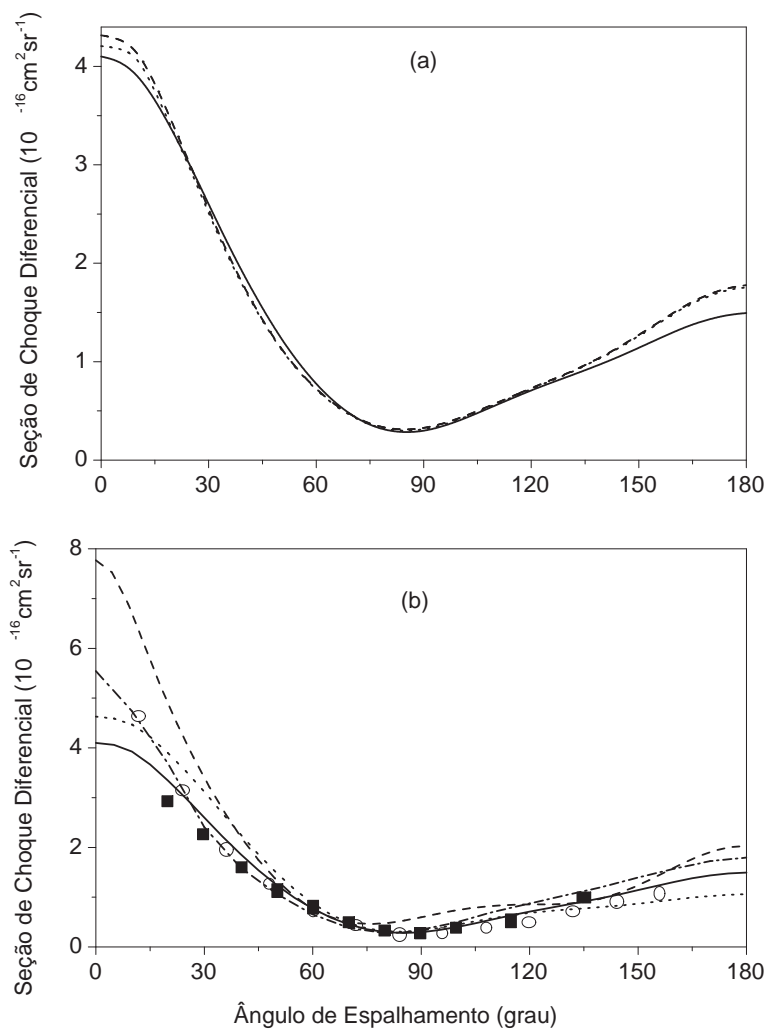 (a)
Seção de Choque Diferencial (10 -16cm2sr-1)
4
3
2
1
0
0 30 60 90 120 150 180
(b)
Seção de Choque Diferencial (10 -16cm2sr-1)
8
6
4
2
0
0 30 60 90 120 150 180
Ângulo de Espalhamento (grau)